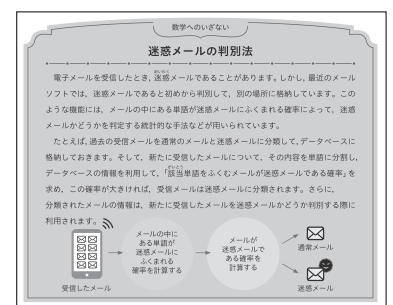 数学へのいざない
迷惑メールの判別法
電子メールを受信したとき,迷惑メールであることがあります。しかし,最近のメール
ソフトでは,迷惑メールであると初めから判別して,別の場所に格納しています。この
ような機能には,メールの中にある単語が迷惑メールにふくまれる確率によって,迷惑
メールかどうかを判定する統計的な手法などが用いられています。
たとえば,過去の受信メールを通常のメールと迷惑メールに分類して,データベースに
格納しておきます。そして,新たに受信したメールについて,その内容を単語に分割し,
データベースの情報を利用して,「該当単語をふくむメールが迷惑メールである確率」を
求め,この確率が大きければ,受信メールは迷惑メールに分類されます。さらに,
分類されたメールの情報は,新たに受信したメールを迷惑メールかどうか判別する際に
利用されます。
受信したメール
メールの中に
ある単語が
迷惑メールに
ふくまれる
確率を計算する
メールが
迷惑メールで
ある確率を
計算する
通常メール
迷惑メール